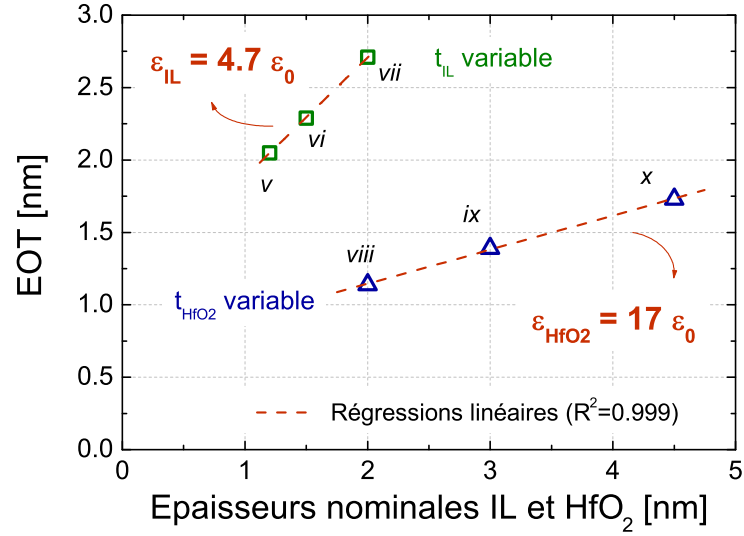 3.0
2.5
2.0
1.5
1.0
0.5
0.0
EOT [nm]
ε_IL = 4.7 ε_0
t_IL variable
vii
vi
v
x
ix
viii
t_HfO2 variable
ε_HfO2 = 17 ε_0
Régressions linéaires (R²=0.999)
0 1 2 3 4 5
Epaisseurs nominales IL et HfO₂ [nm]